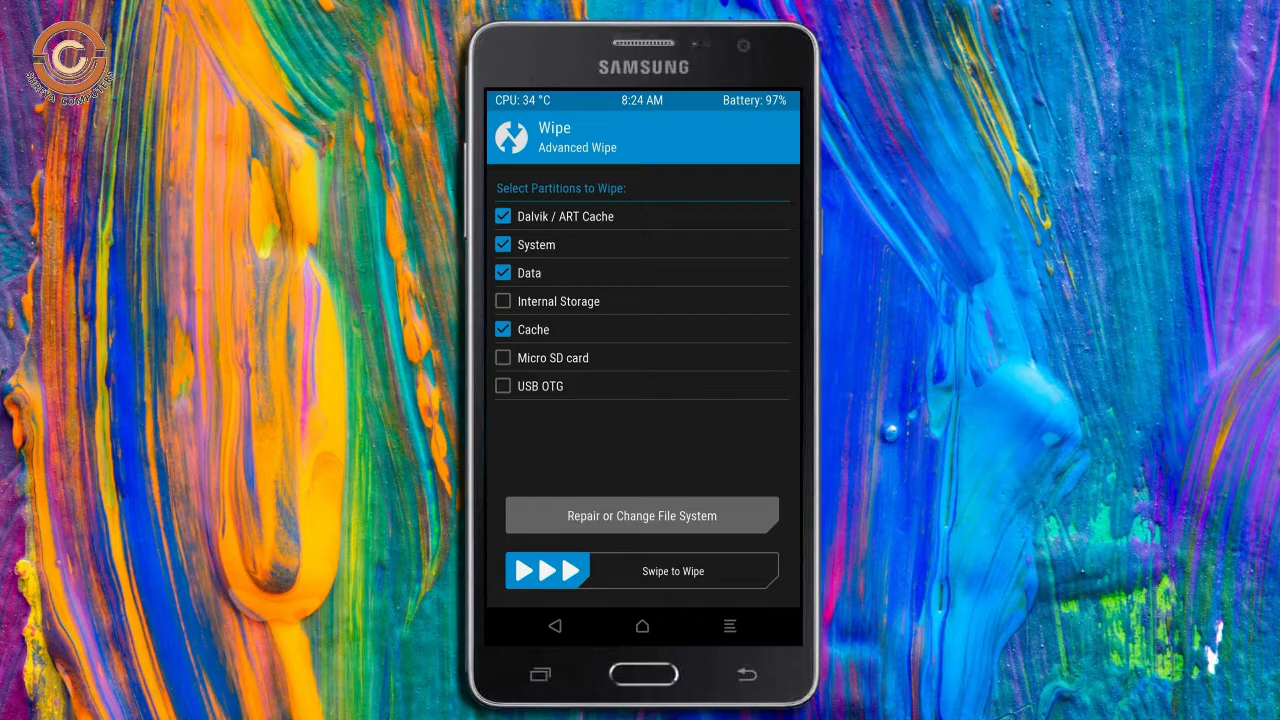 SAMSUNG
CPU: 34 °C 8:24 AM Battery: 97%
Wipe
Advanced Wipe
Select Partitions to Wipe:
Dalvik / ART Cache
System
Data
Internal Storage
Cache
Micro SD card
USB OTG
Repair or Change File System
Swipe to Wipe